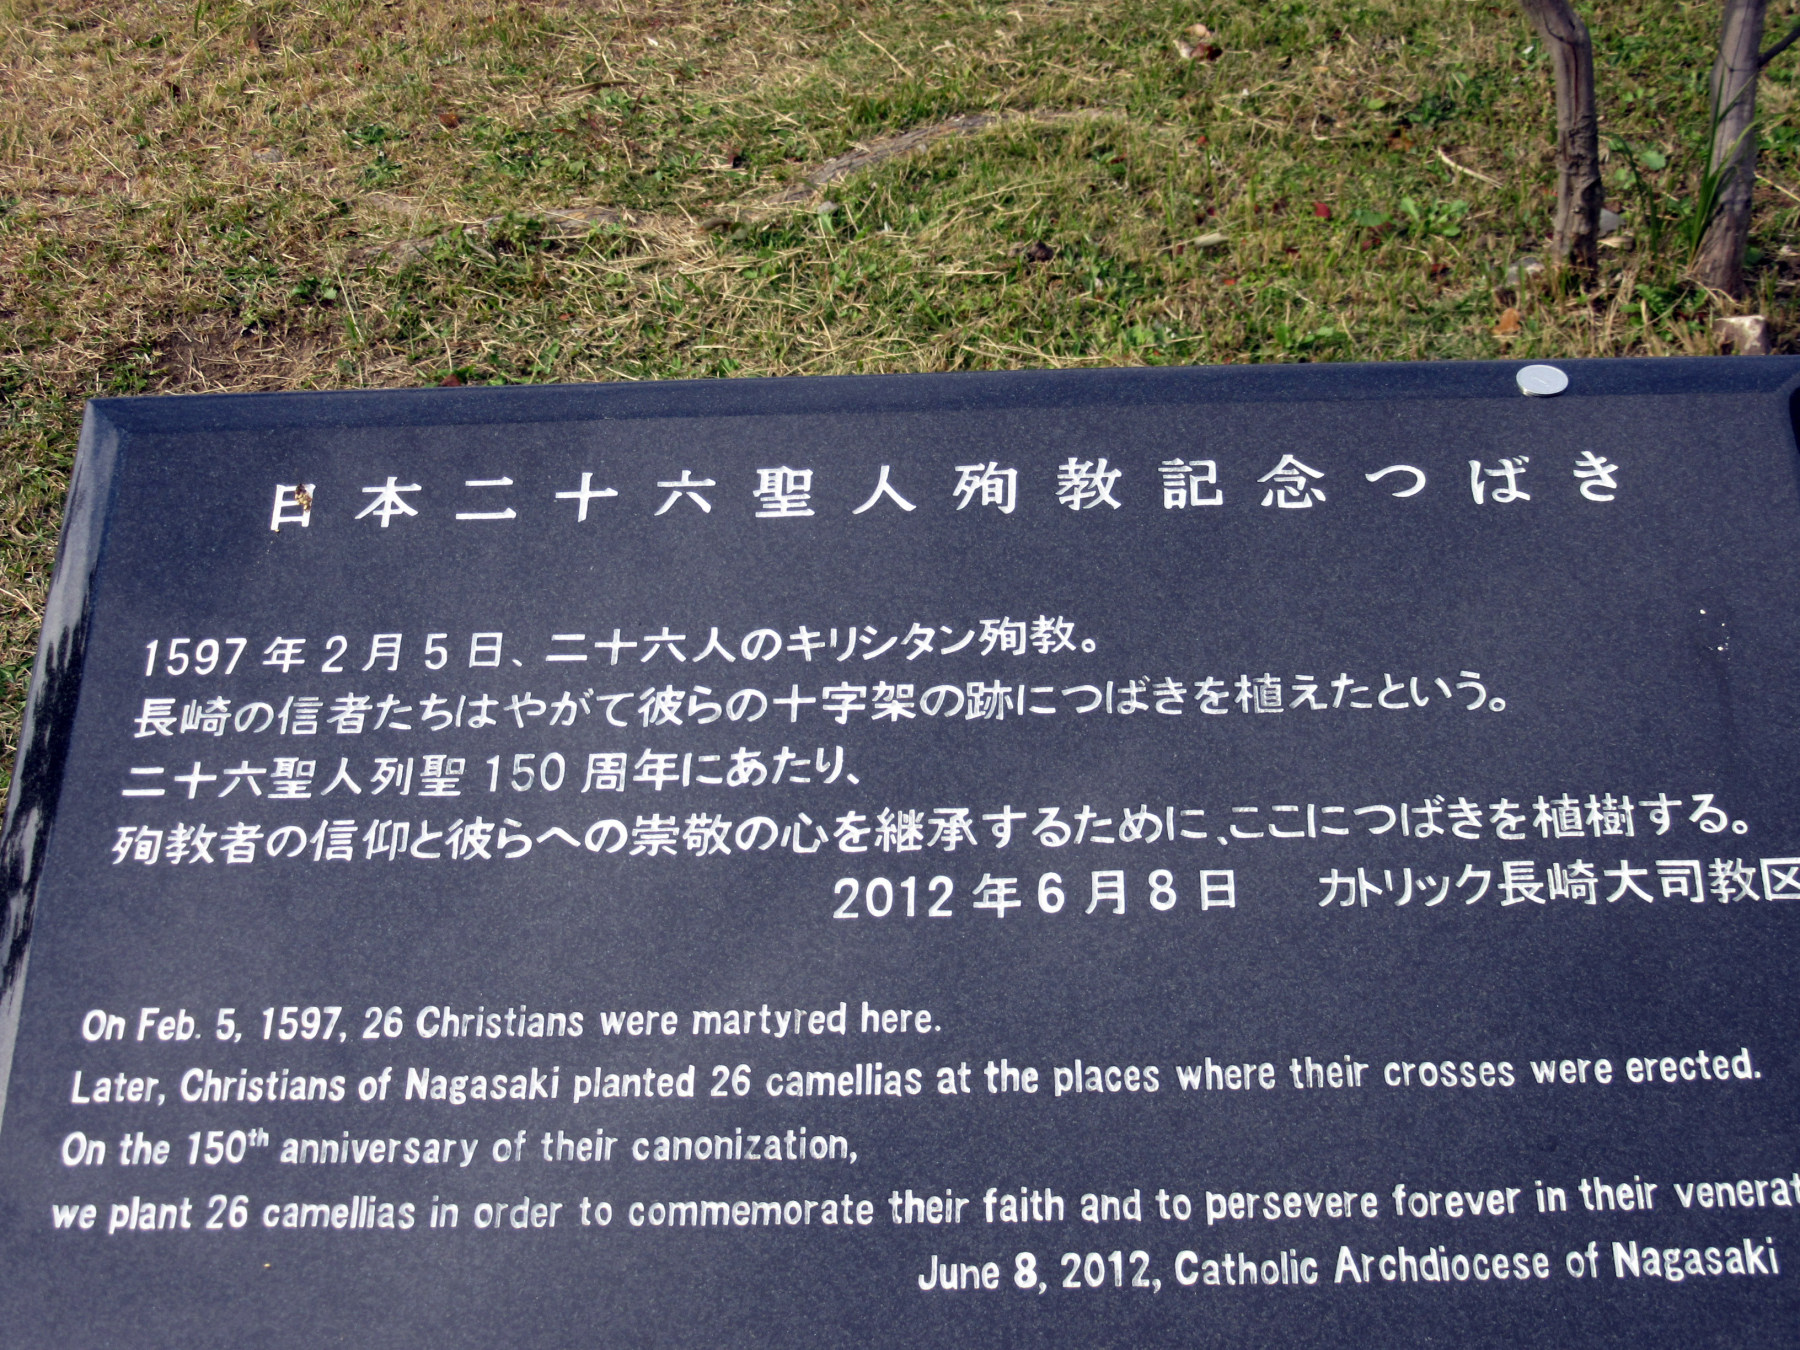 日本二十六聖人殉教記念つばき
1597年2月5日、二十六人のキリシタン殉教。
長崎の信者たちはやがて彼らの十字架の跡につばきを植えたという。
二十六聖人列聖150周年にあたり、
殉教者の信仰と彼らへの崇敬の心を継承するために、ここにつばきを植樹する。
2012年6月8日 カトリック長崎大司教区
On Feb. 5, 1597, 26 Christians were martyred here.
Later, Christians of Nagasaki planted 26 camellias at the places where their crosses were erected.
On the 150th anniversary of their canonization,
we plant 26 camellias in order to commemorate their faith and to persevere forever in their
June 8, 2012, Catholic Archdiocese of Nagasaki